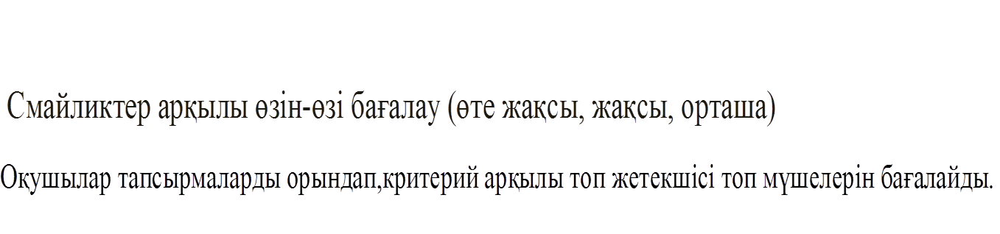 Смайликтер арқылы өзін-өзі бағалау (өте жақсы, жақсы, орташа)
Оқушылар тапсырмаларды орындап,критерий арқылы топ жетекшісі топ мүшелерін бағалайды.